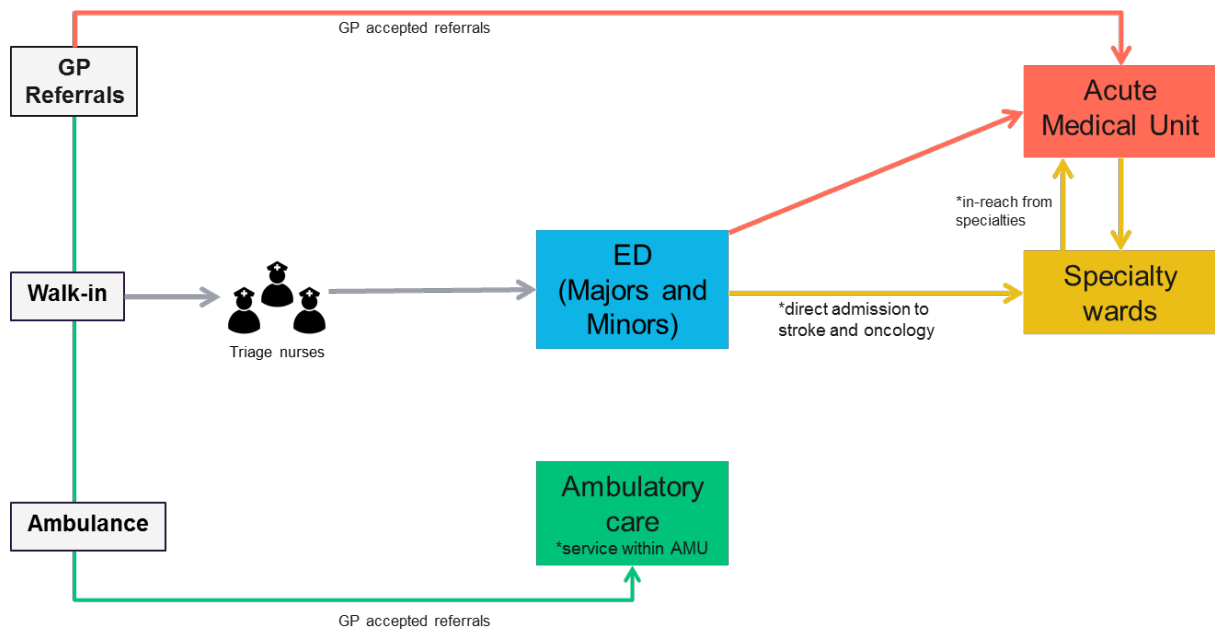 GP accepted referrals
GP
Referrals
Acute
Medical Unit
*in-reach from
specialties
Walk-in
Triage nurses
ED
(Majors and
Minors)
*direct admission to
stroke and oncology
Specialty
wards
Ambulance
Ambulatory
care
*service within AMU
GP accepted referrals